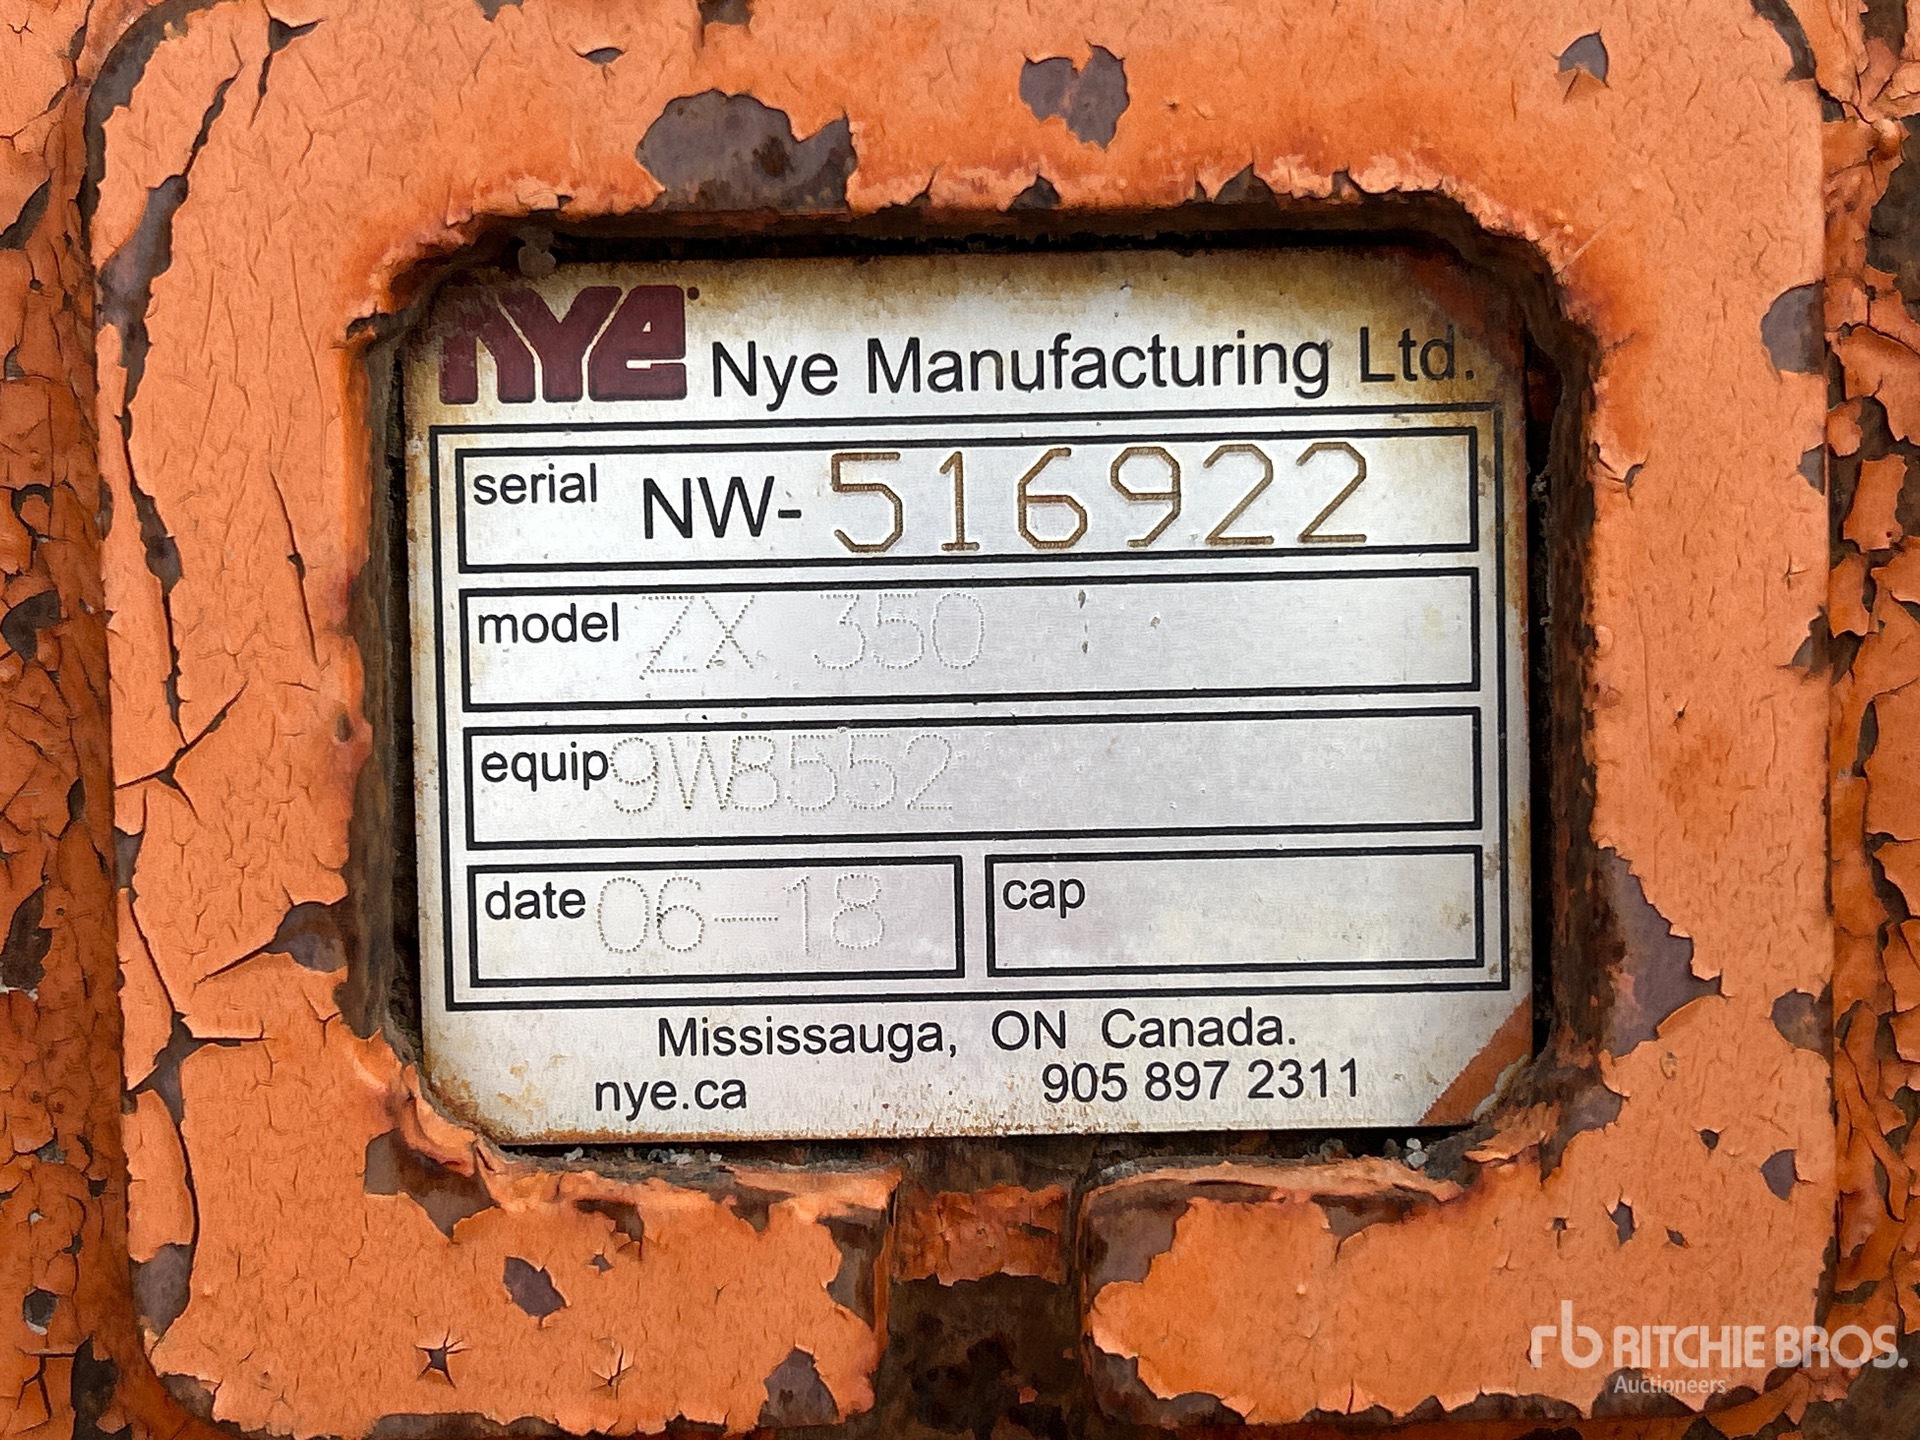 NYE Nye Manufacturing Ltd.
serial NW- 516922
model ZX 350
equip 9W8552
date 06-18
cap
Mississauga, ON Canada.
nye.ca 905 897 2311
rb RITCHIE BROS.
Auctioneers